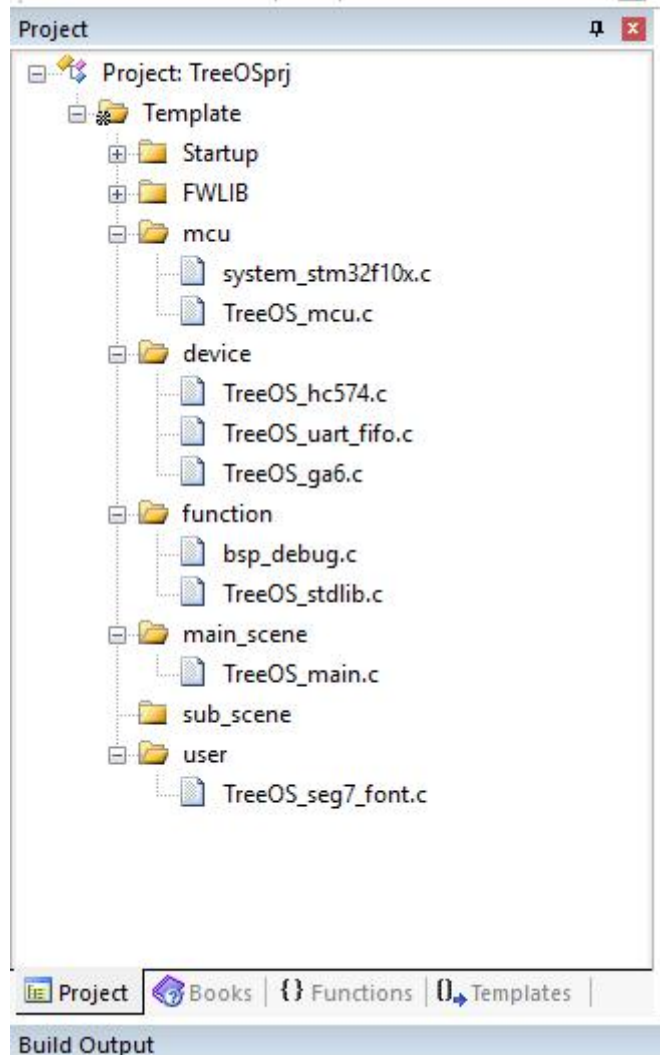 Project
Project: TreeOSprj
Template
Startup
FWLIB
mcu
system_stm32f10x.c
TreeOS_mcu.c
device
TreeOS_hc574.c
TreeOS_uart_fifo.c
TreeOS_ga6.c
function
bsp_debug.c
TreeOS_stdlib.c
main_scene
TreeOS_main.c
sub_scene
user
TreeOS_seg7_font.c
Project Books {} Functions 0 Templates
Build Output